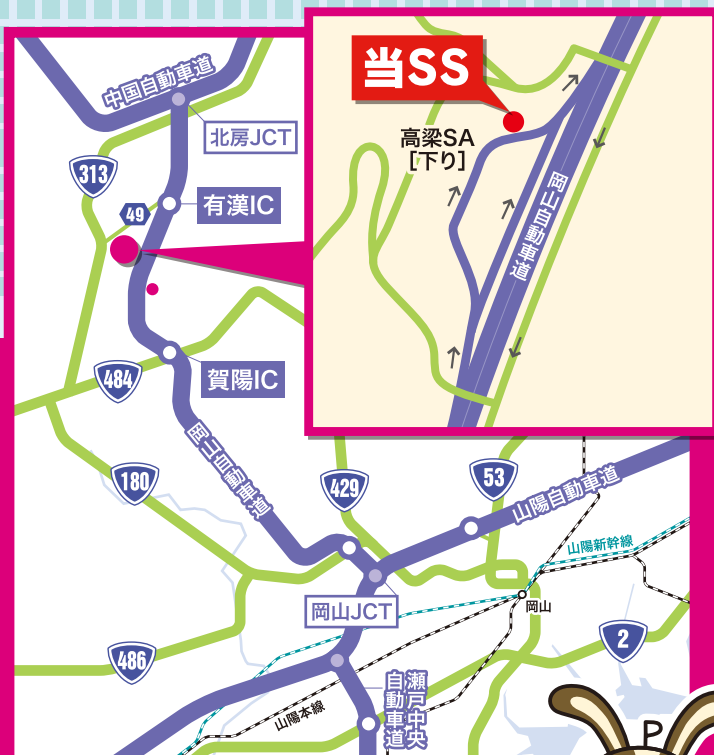 中国自動車道
北房JCT
313
有漢IC
49
当SS
高梁SA
[下り]
岡山自動車道
484
賀陽IC
岡山自動車道
180
429
53
山陽自動車道
山陽新幹線
岡山
岡山JCT
2
486
瀬戸中央
自動車道
山陽本線
P